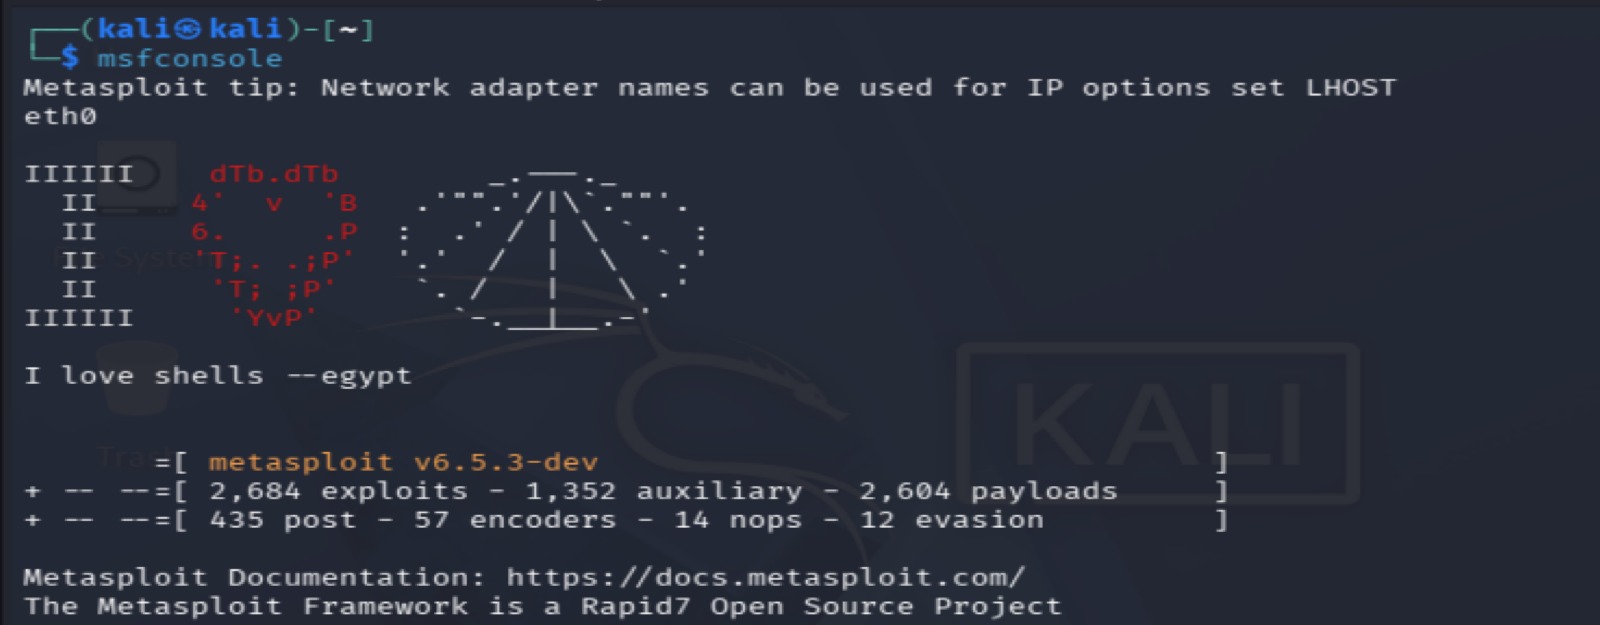 ┌──(kali㉿kali)-[~]
└─$ msfconsole
Metasploit tip: Network adapter names can be used for IP options set LHOST
eth0
IIIIII    dTb.dTb        _.---._
  II     4'  v  'B   .'"".'/|\`.""'.
  II     6.     .P  :  .' / | \ `.  :
  II     'T;. .;P'  '.'  /  |  \  `.'
  II      'T; ;P'    `. /   |   \ .'
IIIIII     'YvP'       `-.__|__.-'
I love shells --egypt
       =[ metasploit v6.5.3-dev                                  ]
+ -- --=[ 2,684 exploits - 1,352 auxiliary - 2,604 payloads     ]
+ -- --=[ 435 post - 57 encoders - 14 nops - 12 evasion         ]
Metasploit Documentation: https://docs.metasploit.com/
The Metasploit Framework is a Rapid7 Open Source Project
KALI